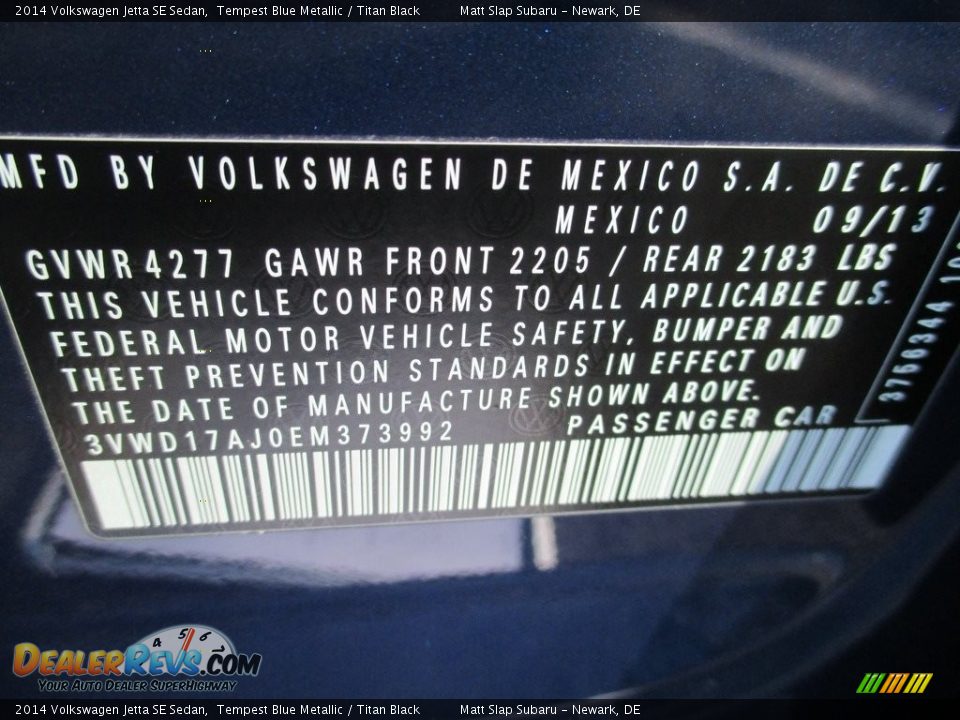 2014 Volkswagen Jetta SE Sedan, Tempest Blue Metallic / Titan Black Matt Slap Subaru - Newark, DE
MFD BY VOLKSWAGEN DE MEXICO S.A. DE C.V.
MEXICO 09/13
GVWR 4277 GAWR FRONT 2205 / REAR 2183 LBS
THIS VEHICLE CONFORMS TO ALL APPLICABLE U.S.
FEDERAL MOTOR VEHICLE SAFETY, BUMPER AND
THEFT PREVENTION STANDARDS IN EFFECT ON
THE DATE OF MANUFACTURE SHOWN ABOVE.
3VWD17AJ0EM373992 PASSENGER CAR
3766344
4 5 6
DEALERREVS.COM
YOUR AUTO DEALER SUPERHIGHWAY
2014 Volkswagen Jetta SE Sedan, Tempest Blue Metallic / Titan Black Matt Slap Subaru - Newark, DE